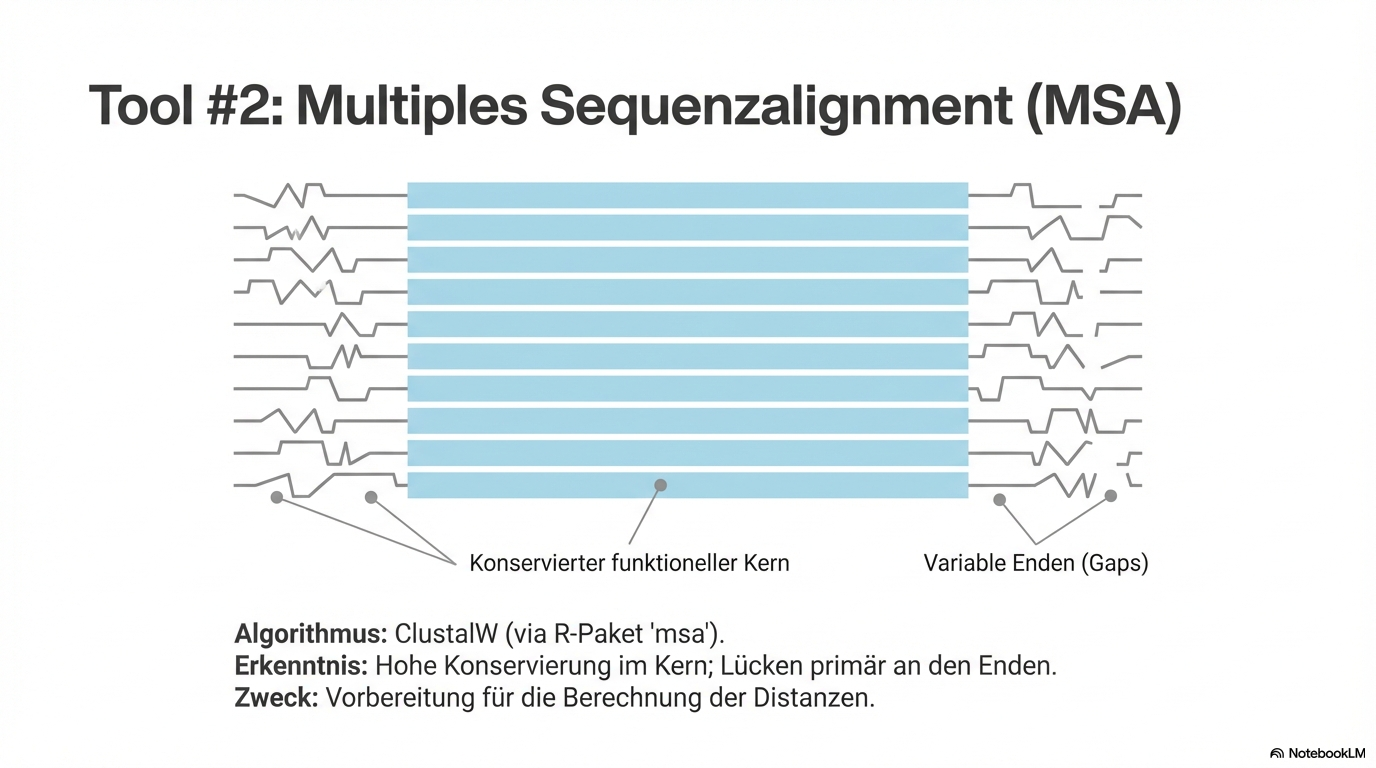 Tool #2: Multiples Sequenzalignment (MSA)
Konservierter funktioneller Kern
Variable Enden (Gaps)
Algorithmus: ClustalW (via R-Paket 'msa').
Erkenntnis: Hohe Konservierung im Kern; Lücken primär an den Enden.
Zweck: Vorbereitung für die Berechnung der Distanzen.
NotebookLM